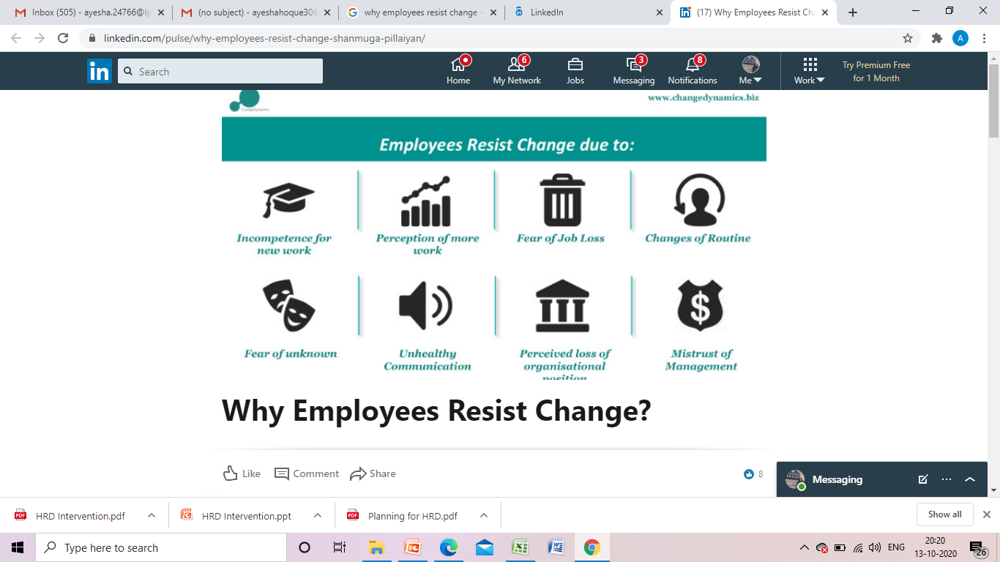 Inbox (505) - ayesha.24766@lp
(no subject) - ayeshahoque30@
why employees resist change -
LinkedIn
(17) Why Employees Resist Cha
linkedin.com/pulse/why-employees-resist-change-shanmuga-pillaiyan/
A
in
Search
Home
6
My Network
Jobs
3
Messaging
8
Notifications
Me
Work
Try Premium Free
for 1 Month
ChangeDynamics
www.changedynamics.biz
Employees Resist Change due to:
Incompetence for
new work
Perception of more
work
Fear of Job Loss
Changes of Routine
Fear of unknown
Unhealthy
Communication
Perceived loss of
organisational
position
$
Mistrust of
Management
Why Employees Resist Change?
Like
Comment
Share
8
Messaging
HRD Intervention.pdf
HRD Intervention.ppt
Planning for HRD.pdf
Show all
Type here to search
ENG
20:20
13-10-2020
26